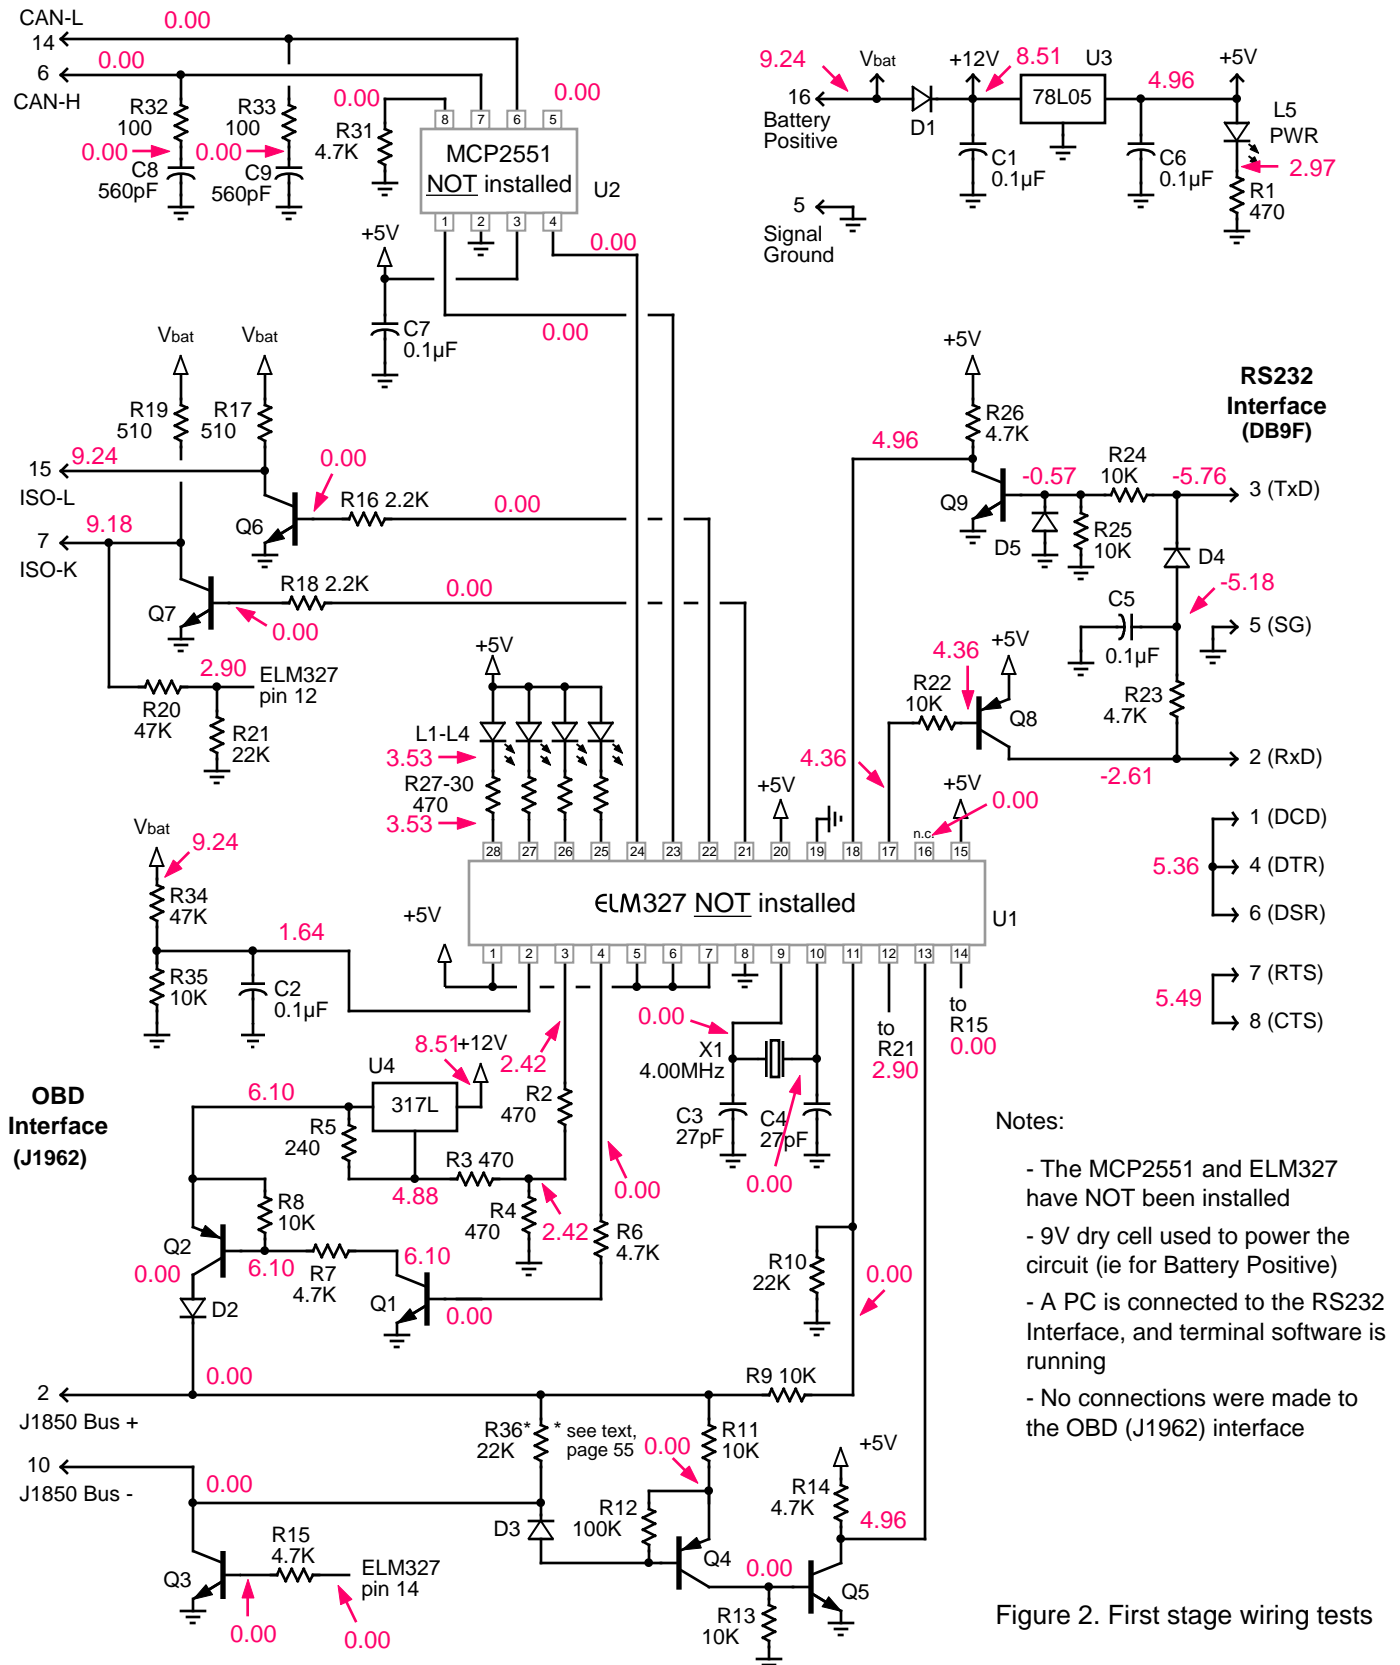 CAN-L
14
0.00
6
0.00
CAN-H
R32
100
R33
100
0.00
0.00
C8
560pF
C9
560pF
0.00
R31
4.7K
0.00
8
7
6
5
MCP2551
NOT installed
U2
1
2
3
4
+5V
0.00
C7
0.1µF
0.00
9.24
Vbat
+12V
8.51
U3
4.96
+5V
16
Battery
Positive
D1
78L05
L5
PWR
C1
0.1µF
C6
0.1µF
2.97
R1
470
5
Signal
Ground
Vbat
Vbat
R19
510
R17
510
9.24
15
ISO-L
0.00
R16 2.2K
0.00
Q6
9.18
7
ISO-K
R18 2.2K
0.00
Q7
0.00
2.90
ELM327
pin 12
R20
47K
R21
22K
+5V
R26
4.7K
4.96
RS232
Interface
(DB9F)
R24
10K
-0.57
-5.76
3 (TxD)
Q9
D5
R25
10K
D4
-5.18
C5
0.1µF
5 (SG)
+5V
4.36
R22
10K
Q8
R23
4.7K
4.36
-2.61
2 (RxD)
+5V
L1-L4
3.53
R27-30
470
3.53
+5V
+5V
0.00
n.c.
1 (DCD)
5.36
4 (DTR)
6 (DSR)
7 (RTS)
5.49
8 (CTS)
Vbat
9.24
R34
47K
1.64
R35
10K
C2
0.1µF
28
27
26
25
24
23
22
21
20
19
18
17
16
15
ELM327 NOT installed
U1
+5V
1
2
3
4
5
6
7
8
9
10
11
12
13
14
0.00
X1
4.00MHz
C3
27pF
C4
27pF
0.00
to
R21
2.90
to
R15
0.00
OBD
Interface
(J1962)
8.51
+12V
U4
317L
6.10
2.42
R2
470
R5
240
R3 470
4.88
R4
470
2.42
0.00
R8
10K
Q2
0.00
6.10
R7
4.7K
6.10
Q1
0.00
R6
4.7K
D2
R10
22K
0.00
R9 10K
0.00
2
J1850 Bus +
R36*
22K
* see text,
page 55
0.00
R11
10K
+5V
R14
4.7K
4.96
10
J1850 Bus -
0.00
D3
R12
100K
Q4
0.00
Q5
R13
10K
R15
4.7K
ELM327
pin 14
Q3
0.00
0.00
Notes:
- The MCP2551 and ELM327
have NOT been installed
- 9V dry cell used to power the
circuit (ie for Battery Positive)
- A PC is connected to the RS232
Interface, and terminal software is
running
- No connections were made to
the OBD (J1962) interface
Figure 2. First stage wiring tests